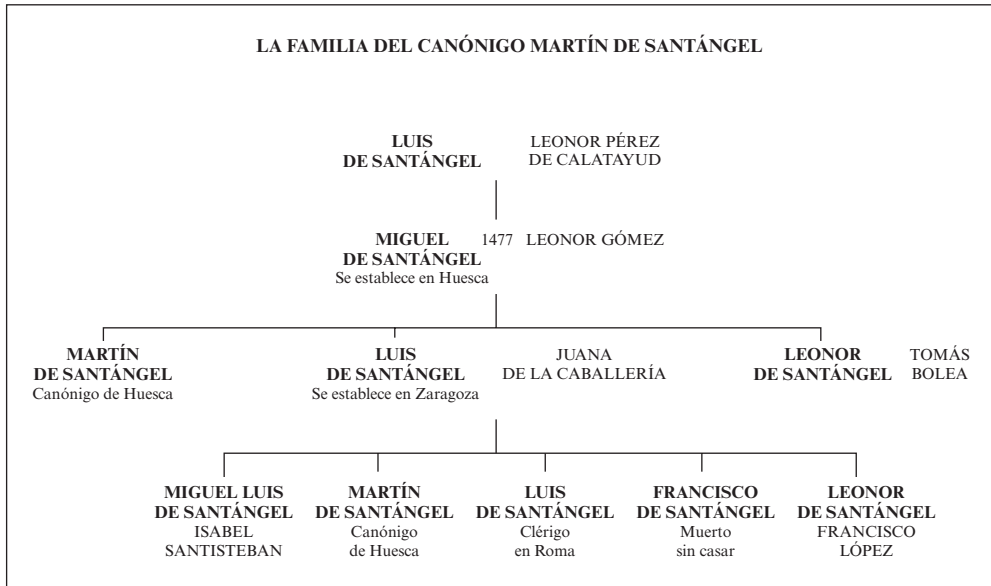 LA FAMILIA DEL CANÓNIGO MARTÍN DE SANTÁNGEL
LUIS
DE SANTÁNGEL
LEONOR PÉREZ
DE CALATAYUD
MIGUEL
DE SANTÁNGEL
Se establece en Huesca
1477
LEONOR GÓMEZ
MARTÍN
DE SANTÁNGEL
Canónigo de Huesca
LUIS
DE SANTÁNGEL
Se establece en Zaragoza
JUANA
DE LA CABALLERÍA
LEONOR
DE SANTÁNGEL
TOMÁS
BOLEA
MIGUEL LUIS
DE SANTÁNGEL
ISABEL
SANTISTEBAN
MARTÍN
DE SANTÁNGEL
Canónigo
de Huesca
LUIS
DE SANTÁNGEL
Clérigo
en Roma
FRANCISCO
DE SANTÁNGEL
Muerto
sin casar
LEONOR
DE SANTÁNGEL
FRANCISCO
LÓPEZ